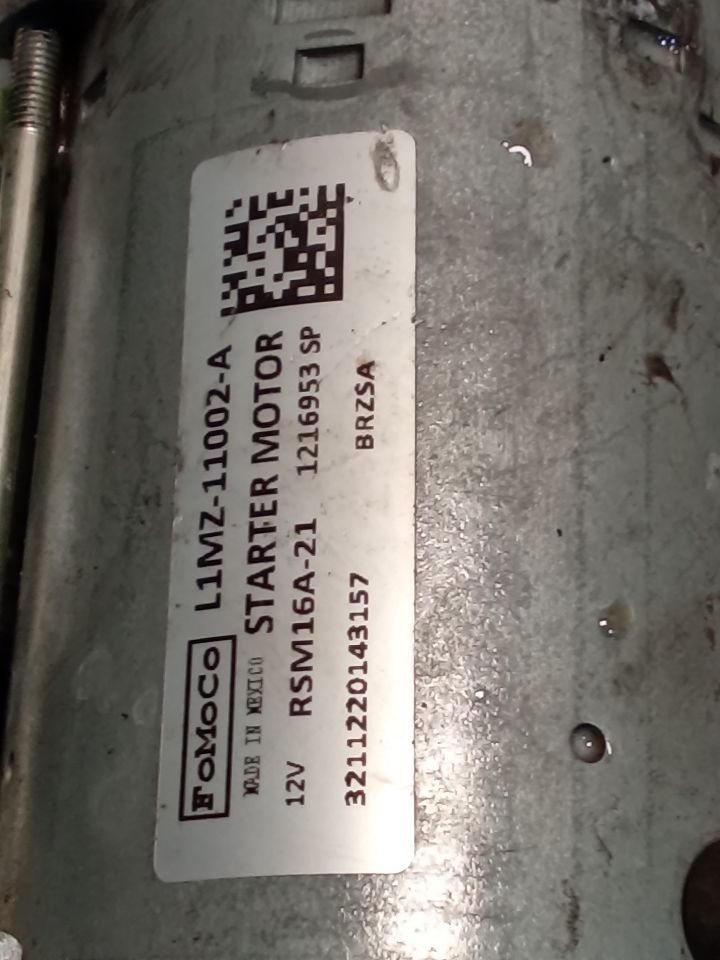 FoMoCo L1MZ-11002-A
MADE IN MEXICO STARTER MOTOR
12V RSM16A-21 1216953 SP
3211220143157 BRZSA